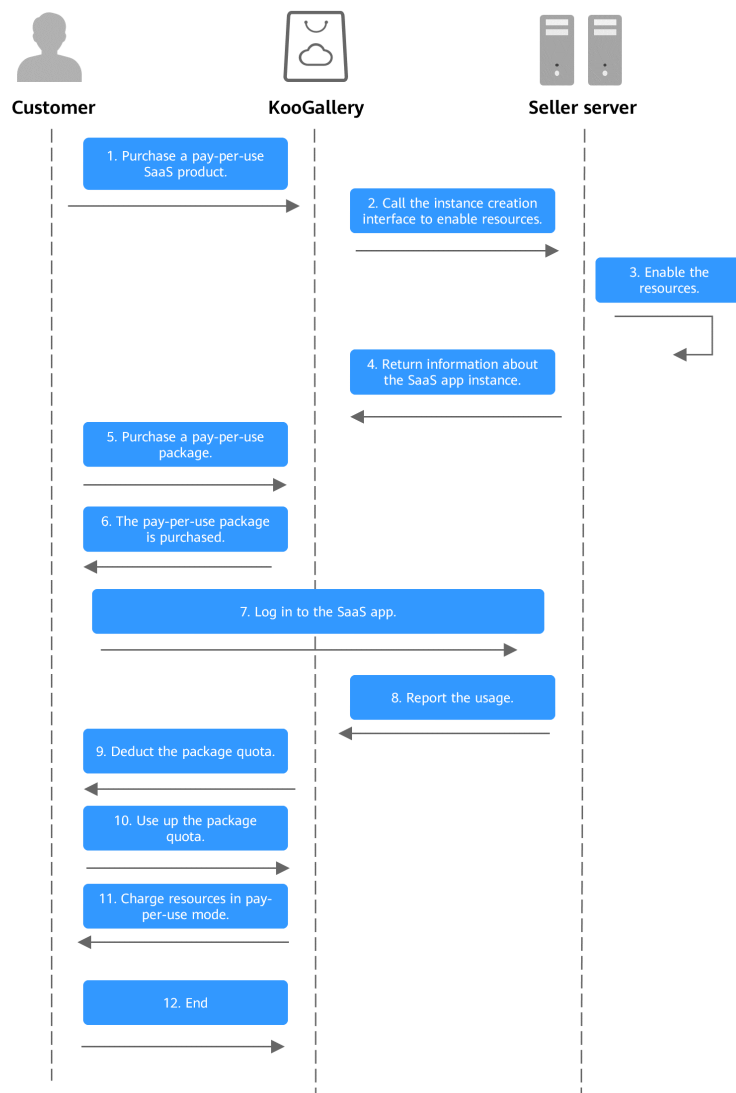 Customer
KooGallery
Seller server
1. Purchase a pay-per-use
SaaS product.
2. Call the instance creation
interface to enable resources.
3. Enable the
resources.
4. Return information about
the SaaS app instance.
5. Purchase a pay-per-use
package.
6. The pay-per-use package
is purchased.
7. Log in to the SaaS app.
8. Report the usage.
9. Deduct the package quota.
10. Use up the package
quota.
11. Charge resources in pay-
per-use mode.
12. End